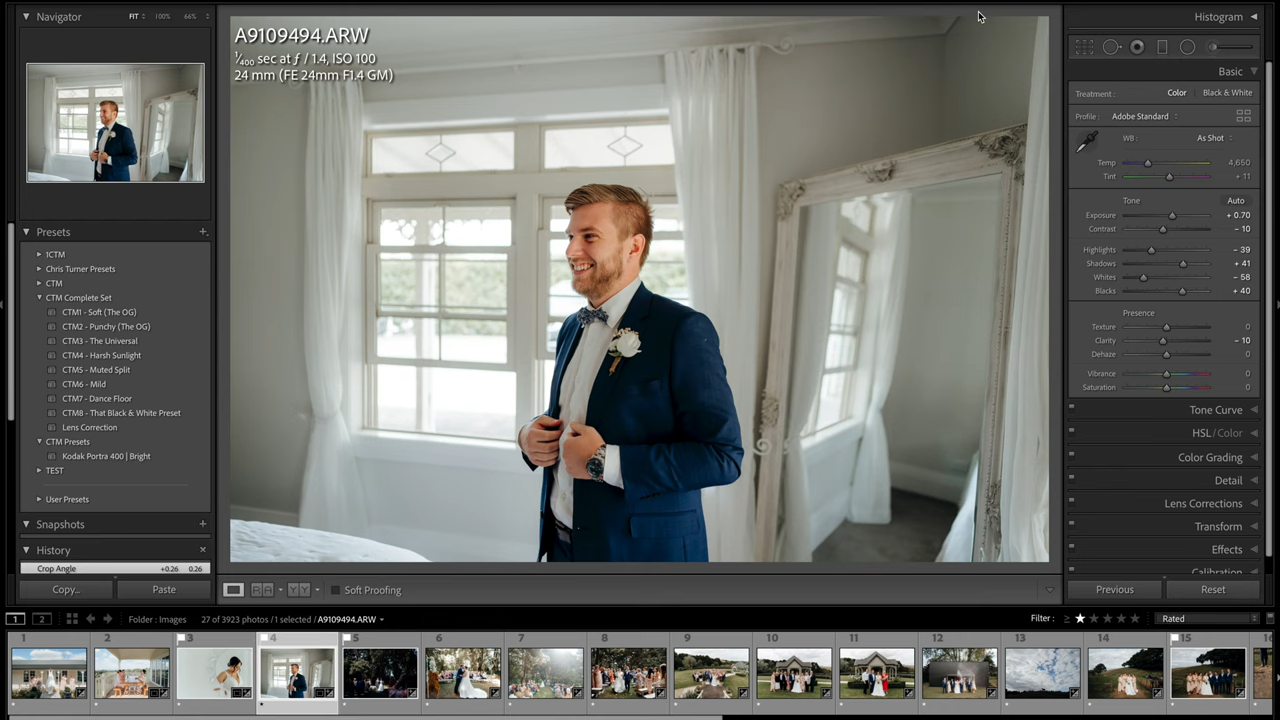 Navigator
FIT
100%
66%
A9109494.ARW
1/400 sec at ƒ / 1.4, ISO 100
24 mm (FE 24mm F1.4 GM)
Presets
1CTM
Chris Turner Presets
CTM
CTM Complete Set
CTM1 - Soft (The OG)
CTM2 - Punchy (The OG)
CTM3 - The Universal
CTM4 - Harsh Sunlight
CTM5 - Muted Split
CTM6 - Mild
CTM7 - Dance Floor
CTM8 - That Black & White Preset
Lens Correction
CTM Presets
Kodak Portra 400 | Bright
TEST
User Presets
Snapshots
History
Crop Angle +0.26 0.26
Copy...
Paste
Soft Proofing
Histogram
Basic
Treatment : Color Black & White
Profile : Adobe Standard
WB : As Shot
Temp 4,650
Tint + 11
Tone Auto
Exposure + 0.70
Contrast – 10
Highlights – 39
Shadows + 41
Whites – 58
Blacks + 40
Presence
Texture 0
Clarity – 10
Dehaze 0
Vibrance 0
Saturation 0
Tone Curve
HSL / Color
Color Grading
Detail
Lens Corrections
Transform
Effects
Calibration
Previous
Reset
1 2 Folder : Images 27 of 3923 photos / 1 selected / A9109494.ARW Filter : Rated
1 2 3 4 5 6 7 8 9 10 11 12 13 14 15